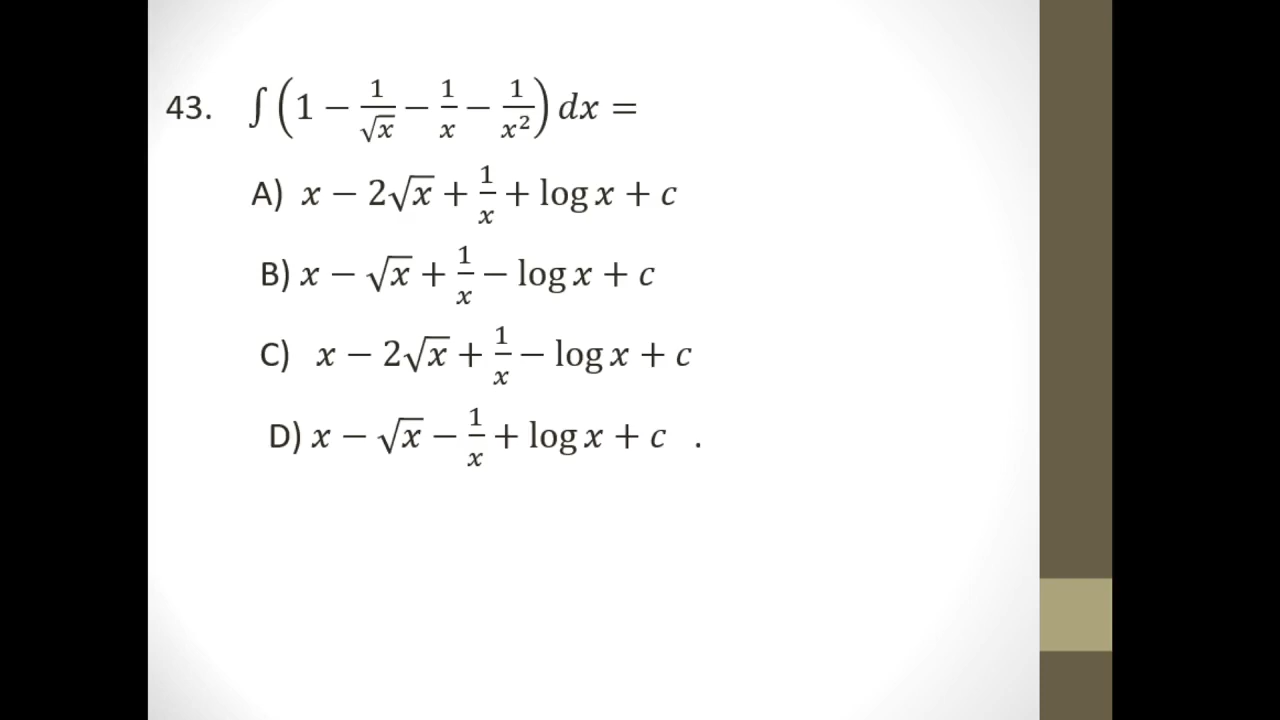 43. ∫ (1 − 1/√x − 1/x − 1/x²) dx =
A) x − 2√x + 1/x + log x + c
B) x − √x + 1/x − log x + c
C) x − 2√x + 1/x − log x + c
D) x − √x − 1/x + log x + c .